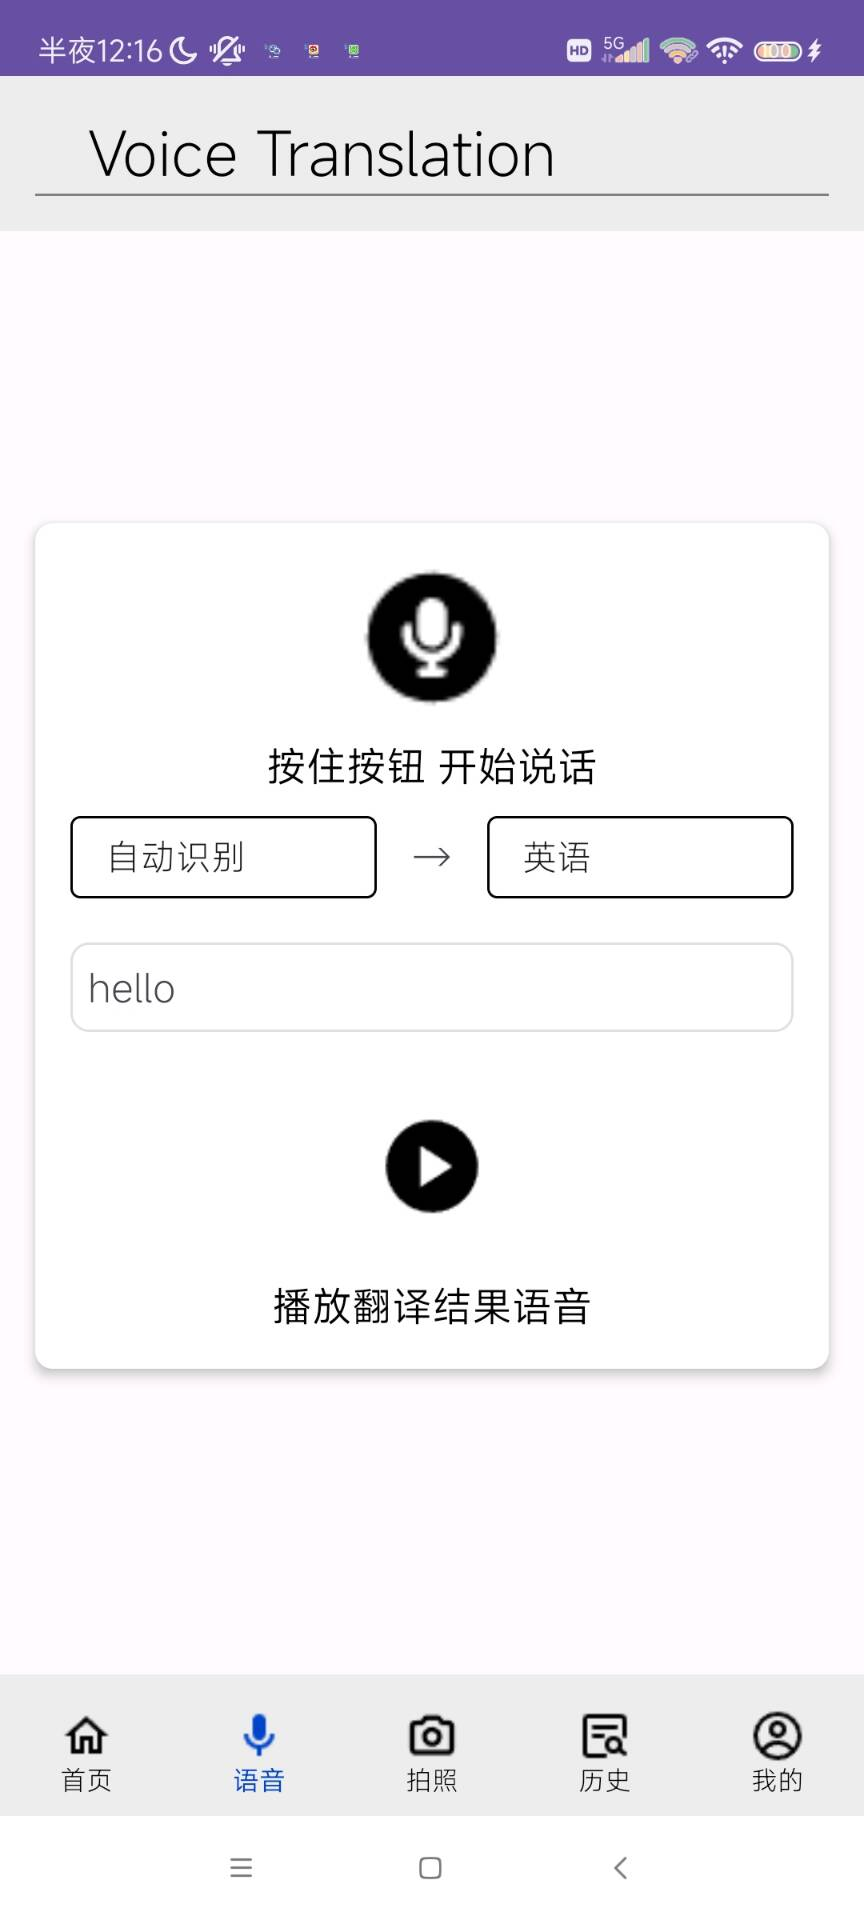 半夜12:16 HD 5G 100
Voice Translation
按住按钮 开始说话
自动识别 → 英语
hello
播放翻译结果语音
首页 语音 拍照 历史 我的